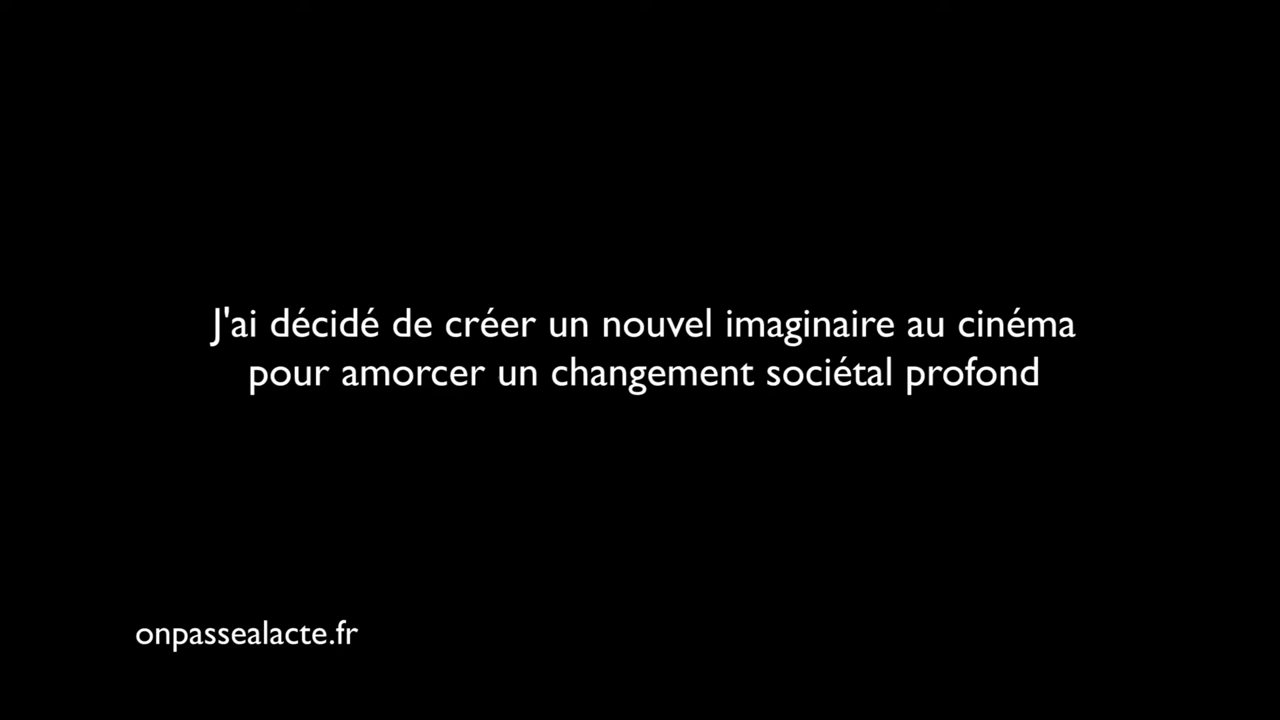 J'ai décidé de créer un nouvel imaginaire au cinéma
pour amorcer un changement sociétal profond
onpassealacte.fr